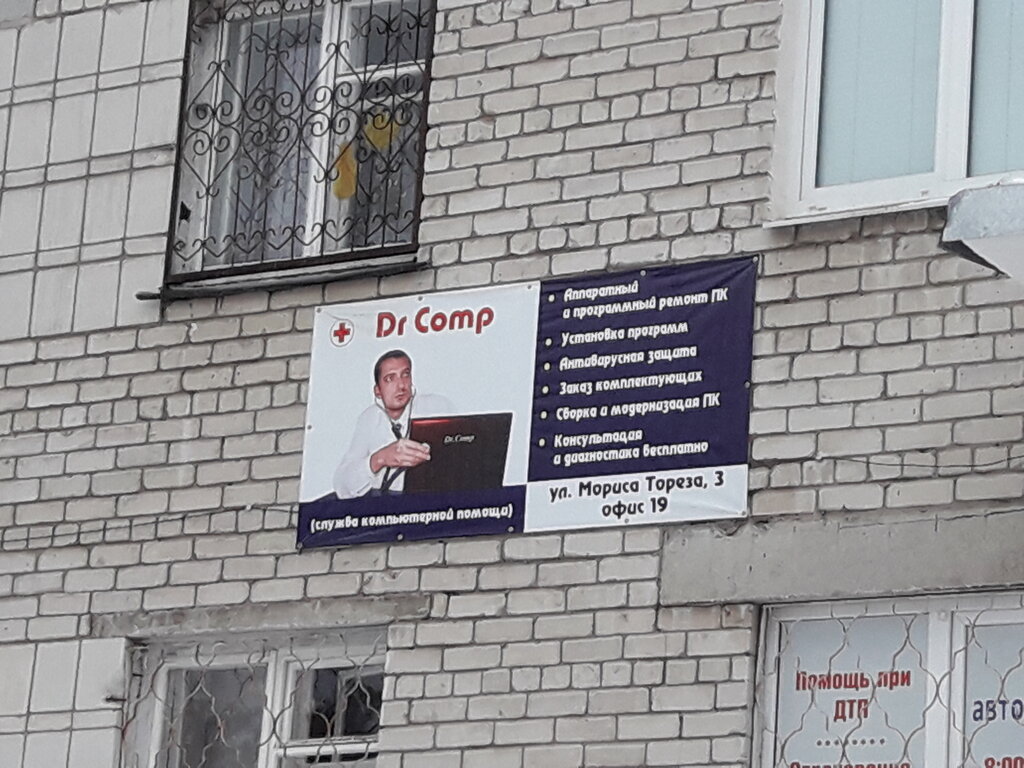 Dr Comp
Dr. Comp
(служба компьютерной помощи)
• Аппаратный
и программный ремонт ПК
• Установка программ
• Антивирусная защита
• Заказ комплектующих
• Сборка и модернизация ПК
• Консультация
и диагностика бесплатно
ул. Мориса Тореза, 3
офис 19
Помощь при
ДТП
авто